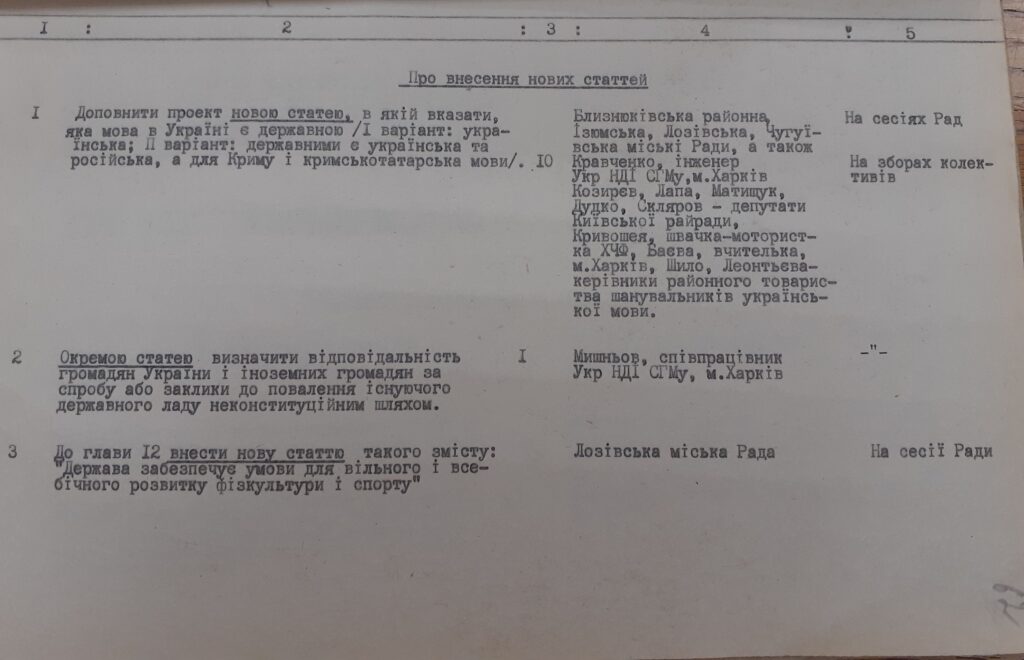 I : 2 : 3 : 4 : 5
Про внесення нових статтей
I Доповнити проект новою статею, в якій вказати,
яка мова в Україні є державною /I варіант: укра-
їнська; П варіант: державними є українська та
російська, а для Криму і кримськотатарська мови/. 10
Близнюківська районна,
Ізюмська, Лозівська, Чугуї-
вська міські Ради, а також
Кравченко, інженер
Укр НДІ СГМу,м.Харків
Козирєв, Лапа, Матищук,
Дудко, Скляров - депутати
Київської райради,
Кривошея, швачка-моторист-
ка ХЧФ, Баєва, вчителька,
м.Харків, Шило, Леонтьєва-
керівники районного товарис-
тва шанувальників українсь-
кої мови.
На сесіях Рад
На зборах колек-
тивів
2 Окремою статею визначити відповідальність
громадян України і іноземних громадян за
спробу або заклики до повалення існуючого
державного ладу неконституційним шляхом.
I
Мишньов, співпрацівник
Укр НДІ СГМу, м.Харків
-"-
3 До глави I2 внести нову статтю такого змісту:
"Держава забезпечує умови для вільного і все-
бічного розвитку фізкультури і спорту"
Лозівська міська Рада
На сесії Ради